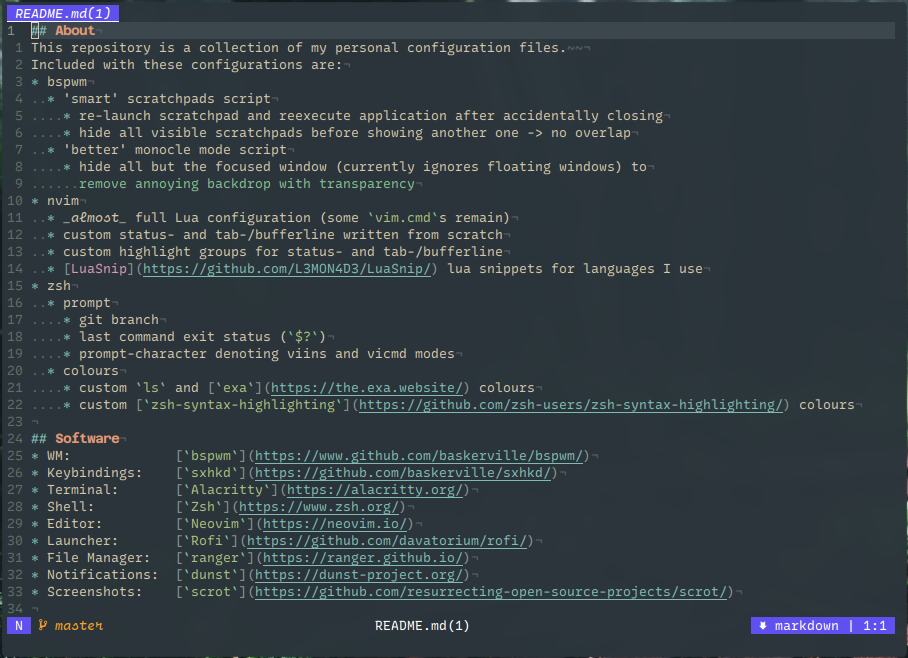 README.md(1)
1 ## About¬
1 This repository is a collection of my personal configuration files.~~¬
2 Included with these configurations are:¬
3 * bspwm¬
4 ..* 'smart' scratchpads script¬
5 ....* re-launch scratchpad and reexecute application after accidentally closing¬
6 ....* hide all visible scratchpads before showing another one -> no overlap¬
7 ..* 'better' monocle mode script¬
8 ....* hide all but the focused window (currently ignores floating windows) to¬
9 ......remove annoying backdrop with transparency¬
10 * nvim¬
11 ..* _almost_ full Lua configuration (some `vim.cmd`s remain)¬
12 ..* custom status- and tab-/bufferline written from scratch¬
13 ..* custom highlight groups for status- and tab-/bufferline¬
14 ..* [LuaSnip](https://github.com/L3MON4D3/LuaSnip/) lua snippets for languages I use¬
15 * zsh¬
16 ..* prompt¬
17 ....* git branch¬
18 ....* last command exit status (`$?`)¬
19 ....* prompt-character denoting viins and vicmd modes¬
20 ..* colours¬
21 ....* custom `ls` and [`exa`](https://the.exa.website/) colours¬
22 ....* custom [`zsh-syntax-highlighting`](https://github.com/zsh-users/zsh-syntax-highlighting/) colours¬
23 ¬
24 ## Software¬
25 * WM: [`bspwm`](https://www.github.com/baskerville/bspwm/)¬
26 * Keybindings: [`sxhkd`](https://github.com/baskerville/sxhkd/)¬
27 * Terminal: [`Alacritty`](https://alacritty.org/)¬
28 * Shell: [`Zsh`](https://www.zsh.org/)¬
29 * Editor: [`Neovim`](https://neovim.io/)¬
30 * Launcher: [`Rofi`](https://github.com/davatorium/rofi/)¬
31 * File Manager: [`ranger`](https://ranger.github.io/)¬
32 * Notifications: [`dunst`](https://dunst-project.org/)¬
33 * Screenshots: [`scrot`](https://github.com/resurrecting-open-source-projects/scrot/)¬
34 ¬
N master README.md(1) markdown | 1:1